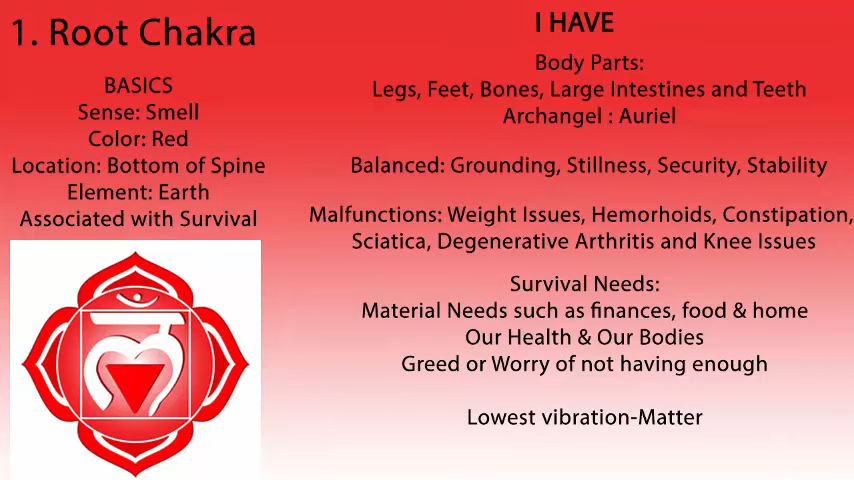 1. Root Chakra
BASICS
Sense: Smell
Color: Red
Location: Bottom of Spine
Element: Earth
Associated with Survival
I HAVE
Body Parts:
Legs, Feet, Bones, Large Intestines and Teeth
Archangel : Auriel
Balanced: Grounding, Stillness, Security, Stability
Malfunctions: Weight Issues, Hemorhoids, Constipation,
Sciatica, Degenerative Arthritis and Knee Issues
Survival Needs:
Material Needs such as finances, food & home
Our Health & Our Bodies
Greed or Worry of not having enough
Lowest vibration-Matter